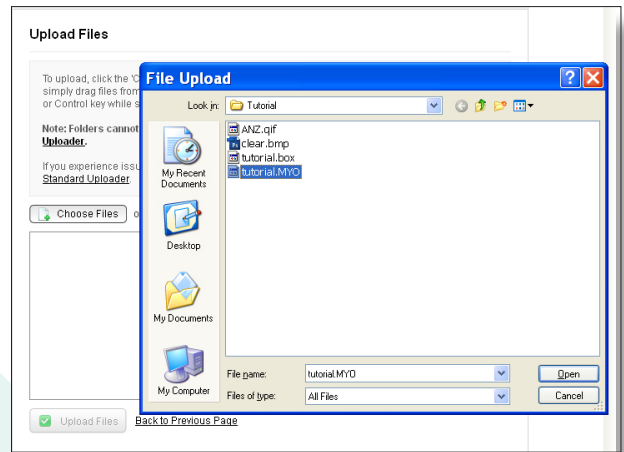 Upload Files
To upload, click the 'C
simply drag files from
or Control key while s
Note: Folders cannot
Uploader.
If you experience issu
Standard Uploader.
Choose Files o
Upload Files Back to Previous Page
File Upload
Look in: Tutorial
My Recent
Documents
Desktop
My Documents
My Computer
ANZ.qif
clear.bmp
tutorial.box
tutorial.MYO
File name: tutorial.MYO Open
Files of type: All Files Cancel